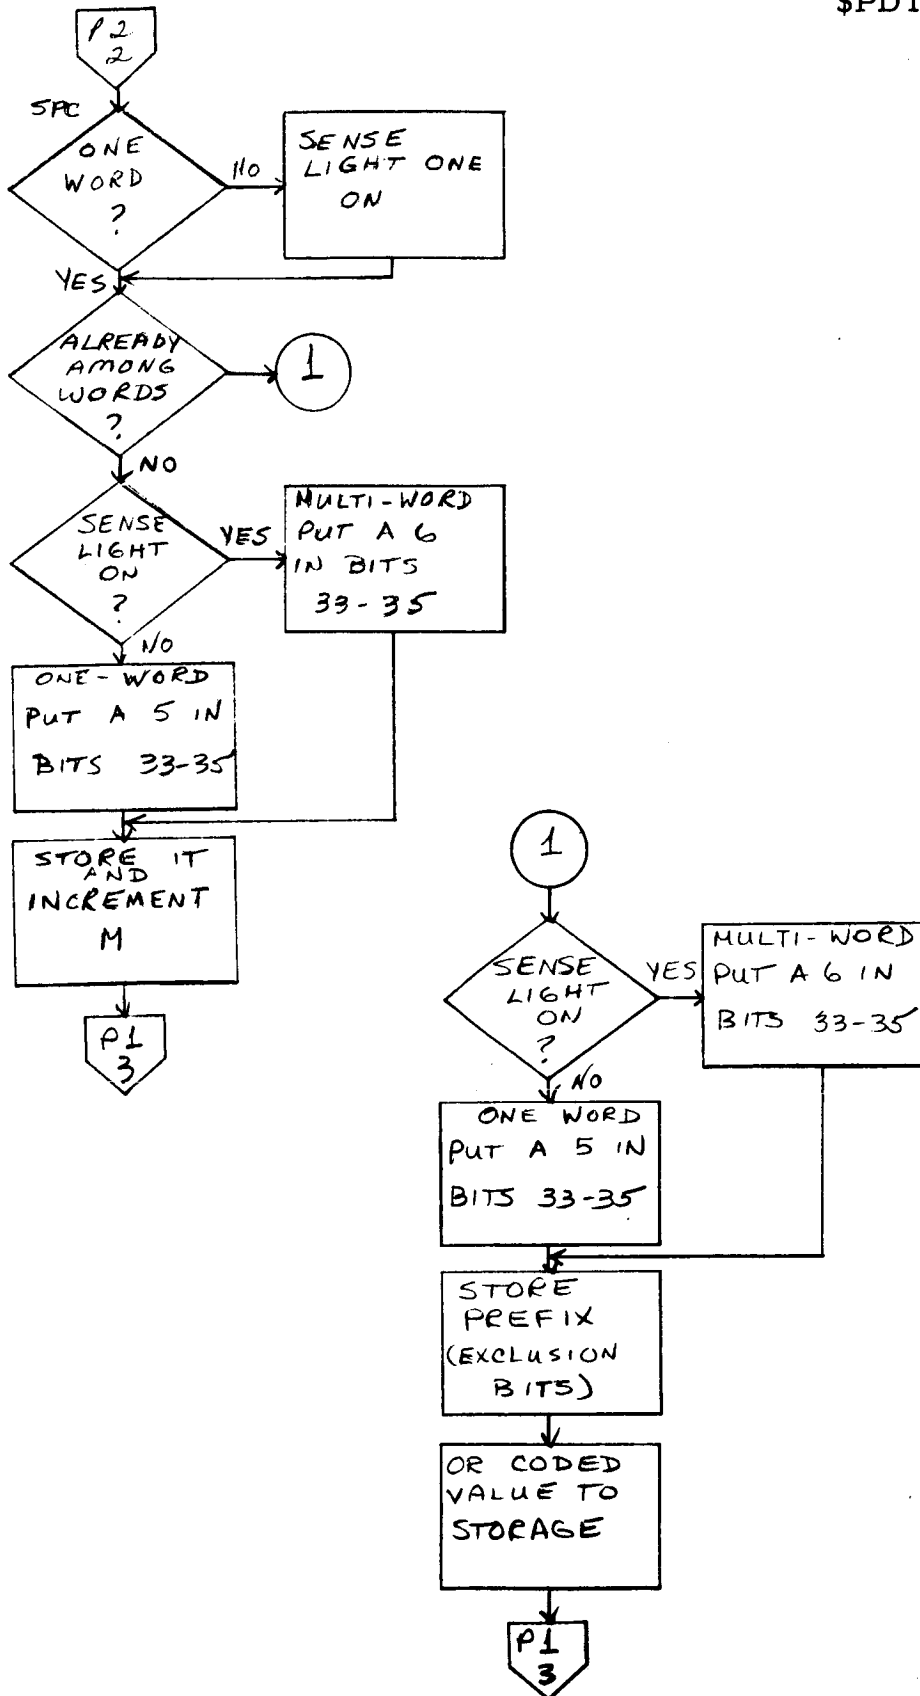 $PDT
P2
2
SPC
ONE
WORD
?
NO
SENSE
LIGHT ONE
ON
YES
ALREADY
AMONG
WORDS
?
1
NO
SENSE
LIGHT
ON
?
YES
MULTI-WORD
PUT A 6
IN BITS
33-35
NO
ONE-WORD
PUT A 5 IN
BITS 33-35
STORE IT
AND
INCREMENT
M
P1
3
1
SENSE
LIGHT
ON
?
YES
MULTI-WORD
PUT A 6 IN
BITS 33-35
NO
ONE WORD
PUT A 5 IN
BITS 33-35
STORE
PREFIX
(EXCLUSION
BITS)
OR CODED
VALUE TO
STORAGE
P1
3